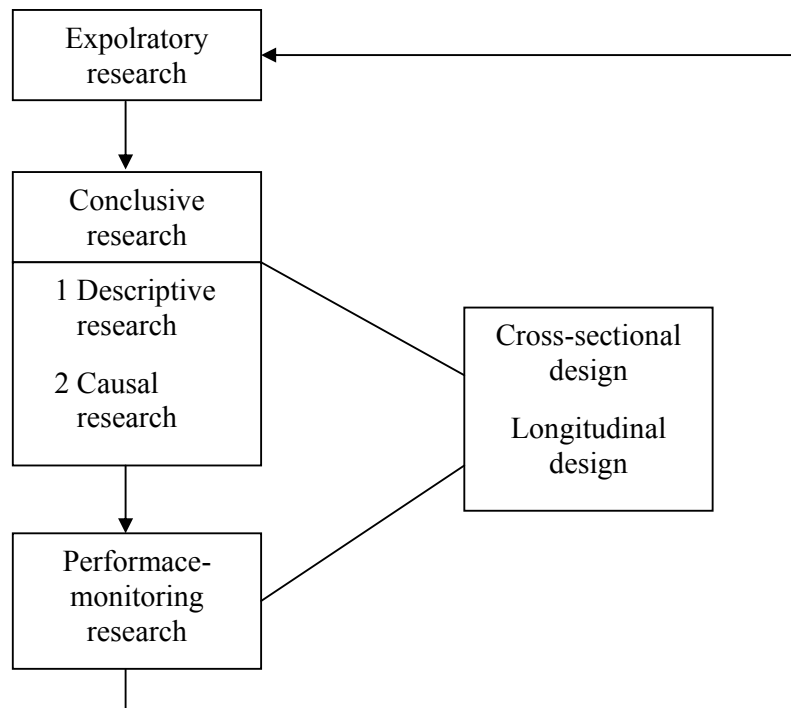 Expolratory
research
Conclusive
research
1 Descriptive
research
2 Causal
research
Cross-sectional
design
Longitudinal
design
Performace-
monitoring
research